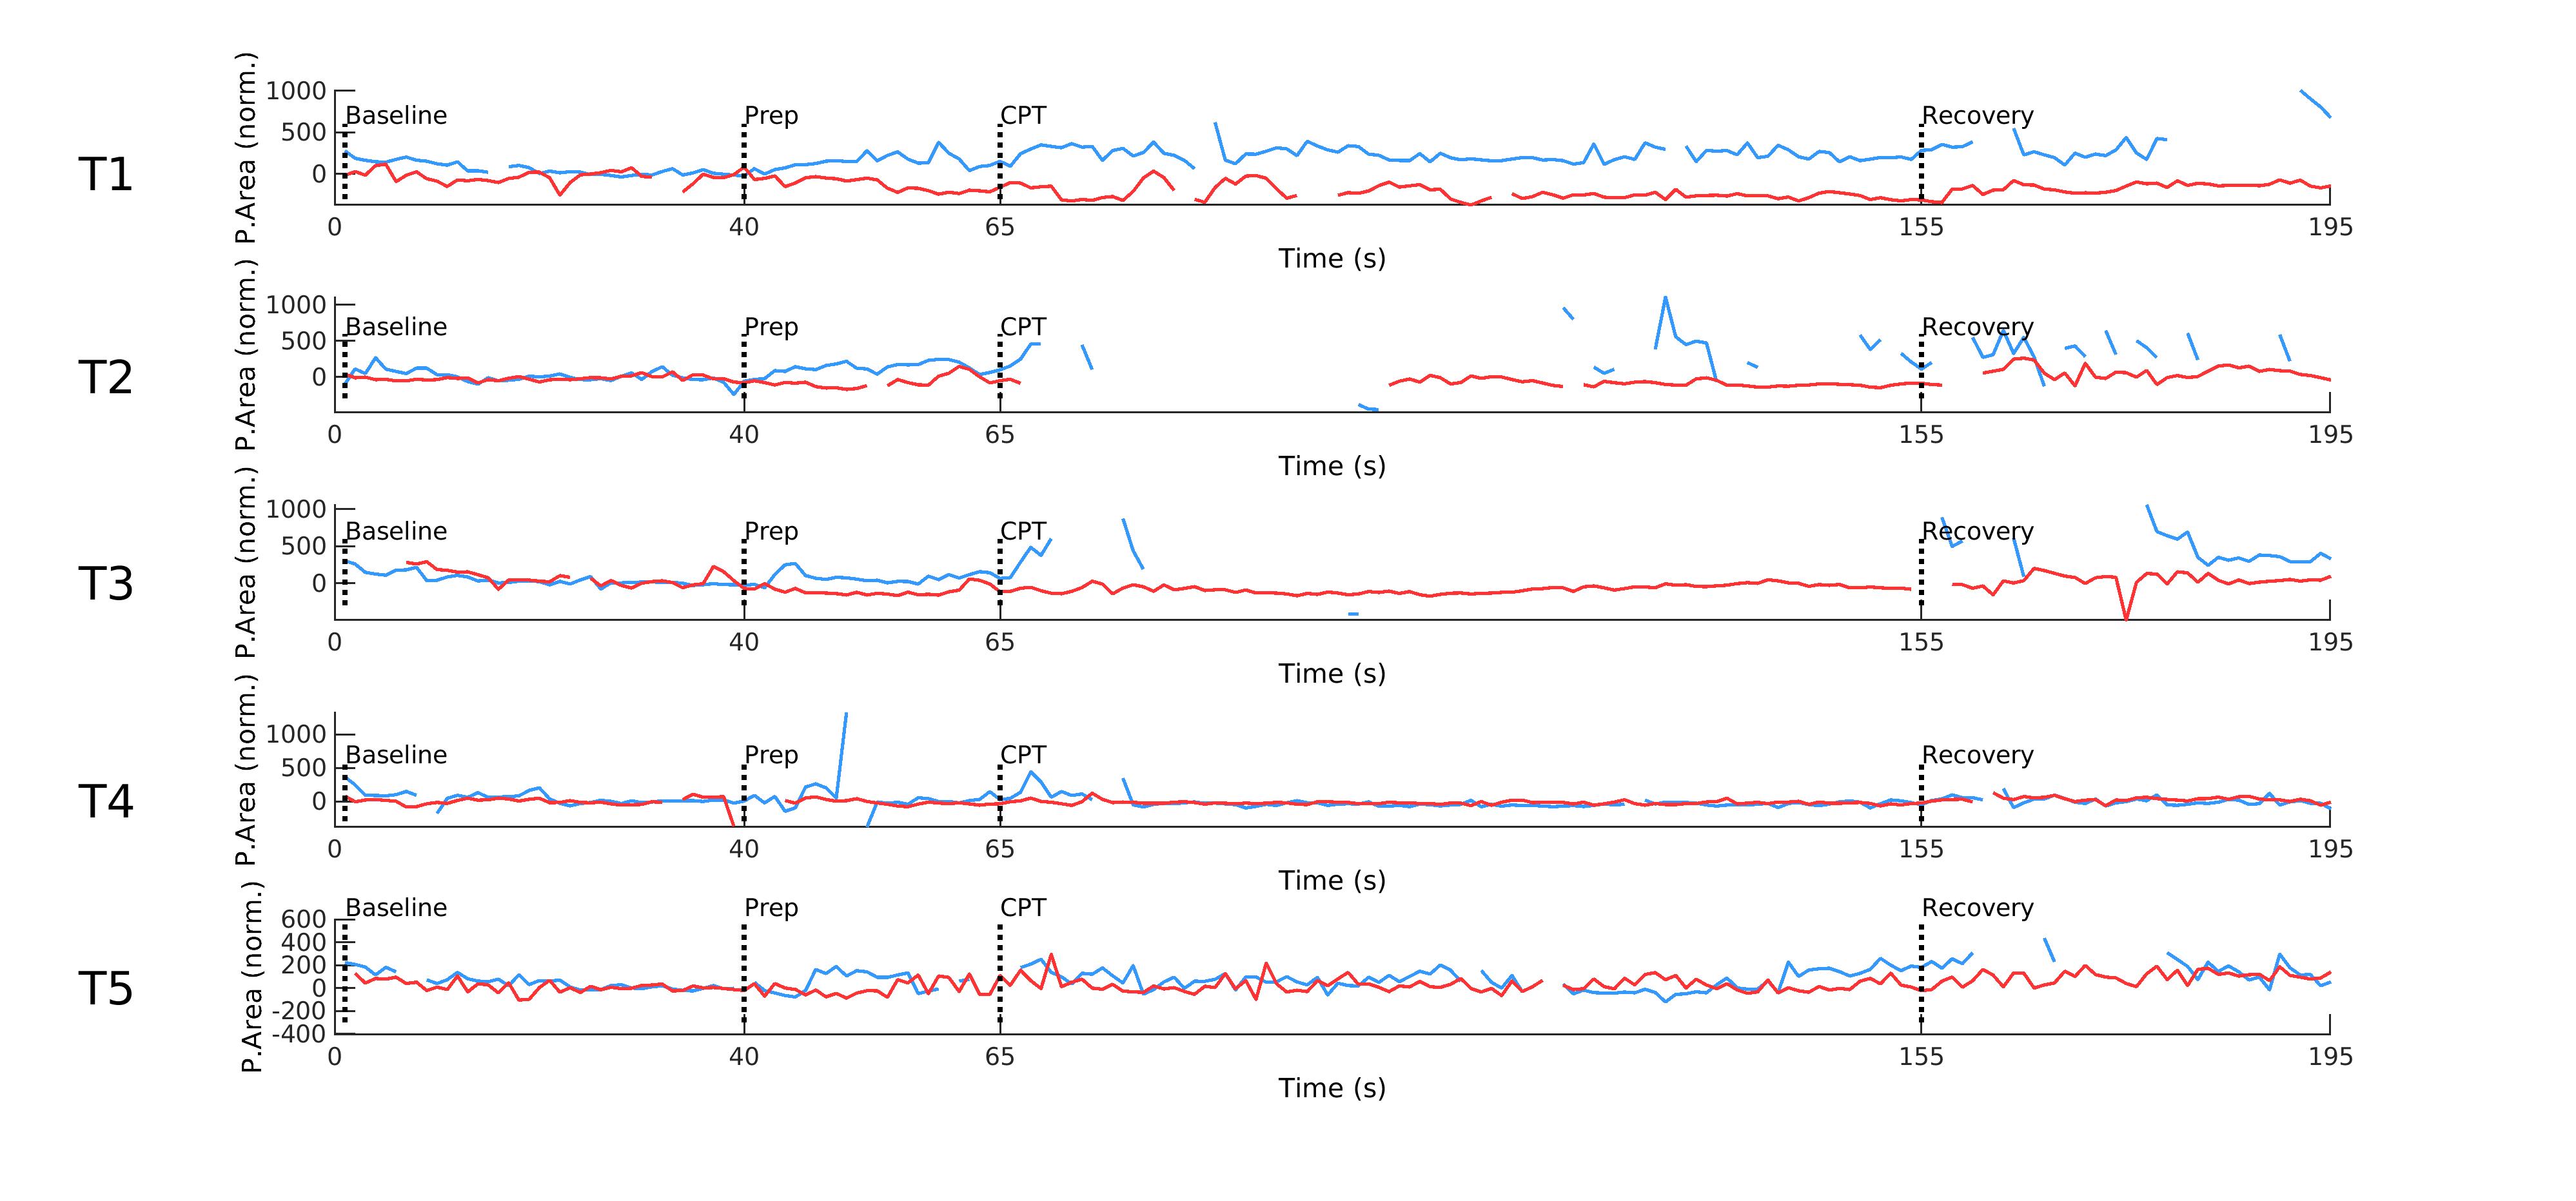 T1
P.Area (norm.)
1000
500
0
Baseline
Prep
CPT
Recovery
0
40
65
155
195
Time (s)
T2
P.Area (norm.)
1000
500
0
Baseline
Prep
CPT
Recovery
0
40
65
155
195
Time (s)
T3
P.Area (norm.)
1000
500
0
Baseline
Prep
CPT
Recovery
0
40
65
155
195
Time (s)
T4
P.Area (norm.)
1000
500
0
Baseline
Prep
CPT
Recovery
0
40
65
155
195
Time (s)
T5
P.Area (norm.)
600
400
200
0
-200
-400
Baseline
Prep
CPT
Recovery
0
40
65
155
195
Time (s)